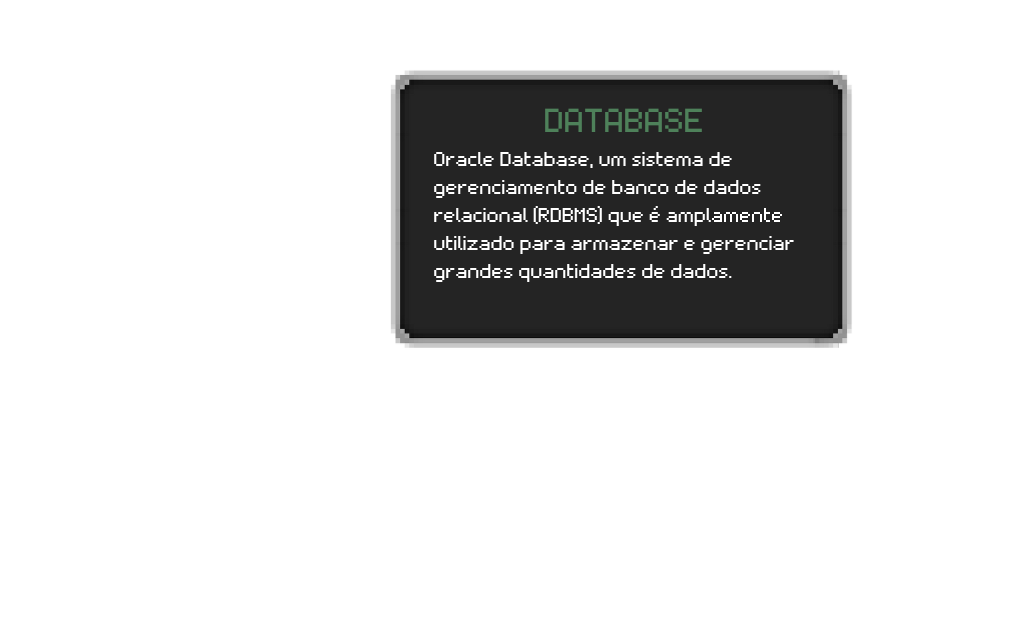 DATABASE
Oracle Database, um sistema de
gerenciamento de banco de dados
relacional (RDBMS) que é amplamente
utilizado para armazenar e gerenciar
grandes quantidades de dados.